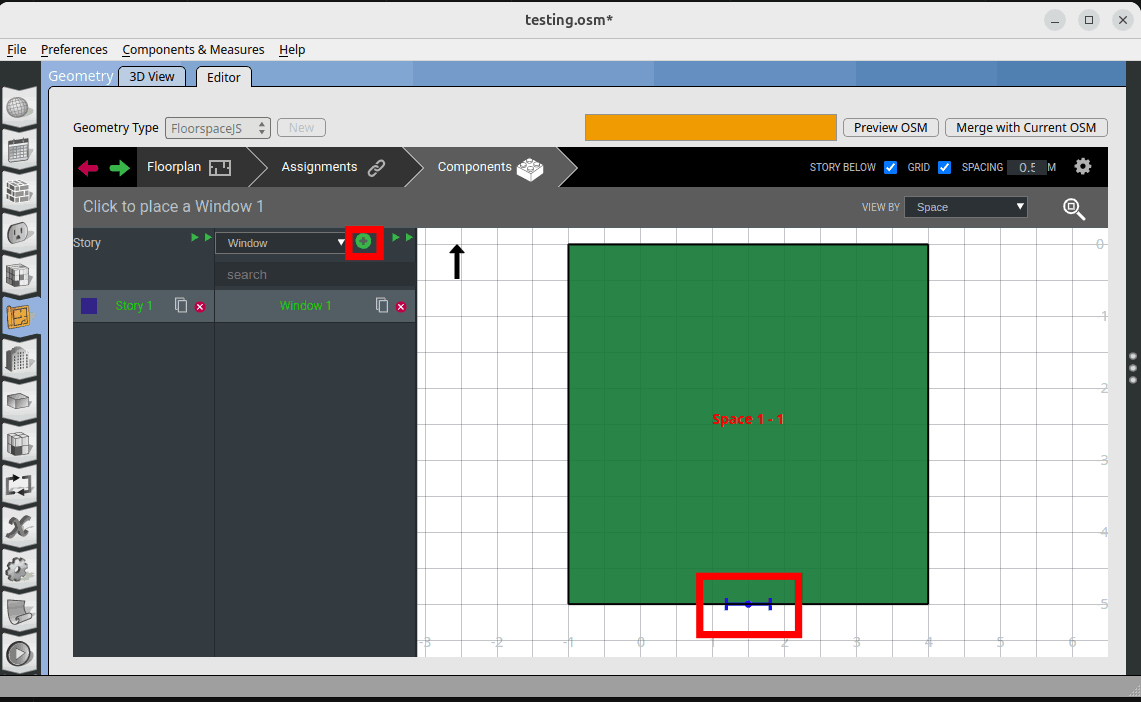 testing.osm*
File Preferences Components & Measures Help
Geometry 3D View Editor
Geometry Type FloorspaceJS New Preview OSM Merge with Current OSM
Floorplan Assignments Components STORY BELOW GRID SPACING 0.5 M
Click to place a Window 1 VIEW BY Space
Story Window
search
Story 1 Window 1
0
1
2
Space 1 - 1
3
4
5
-3 -2 -1 0 2 3 4 5 6